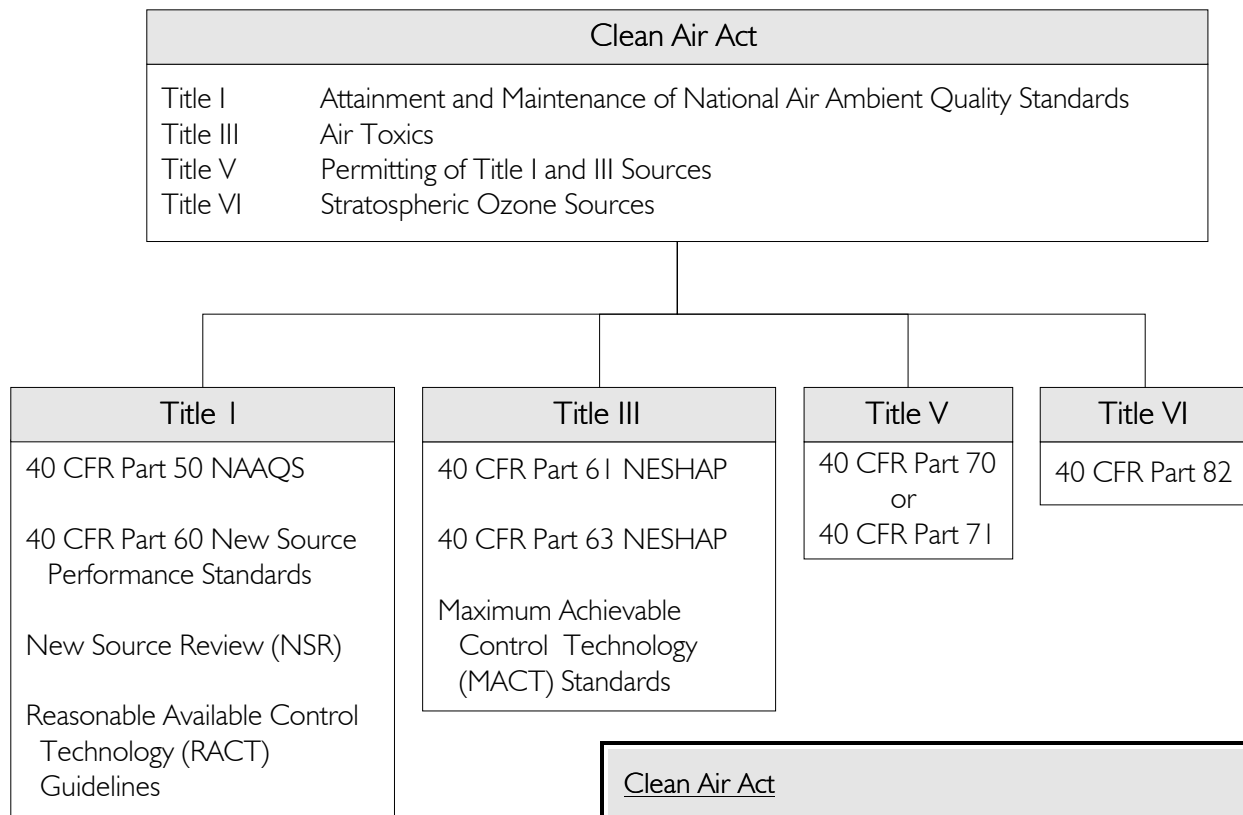 Clean Air Act
Title I Attainment and Maintenance of National Air Ambient Quality Standards
Title III Air Toxics
Title V Permitting of Title I and III Sources
Title VI Stratospheric Ozone Sources
Title 1
40 CFR Part 50 NAAQS
40 CFR Part 60 New Source
Performance Standards
New Source Review (NSR)
Reasonable Available Control
Technology (RACT)
Guidelines
Title III
40 CFR Part 61 NESHAP
40 CFR Part 63 NESHAP
Maximum Achievable
Control Technology
(MACT) Standards
Title V
40 CFR Part 70
or
40 CFR Part 71
Title VI
40 CFR Part 82
Clean Air Act